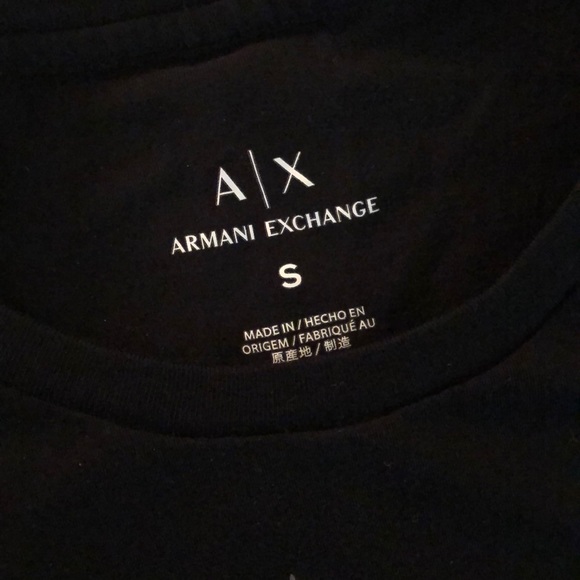 A|X
ARMANI EXCHANGE
S
MADE IN / HECHO EN
ORIGEM / FABRIQUÉ AU
原産地 / 制造